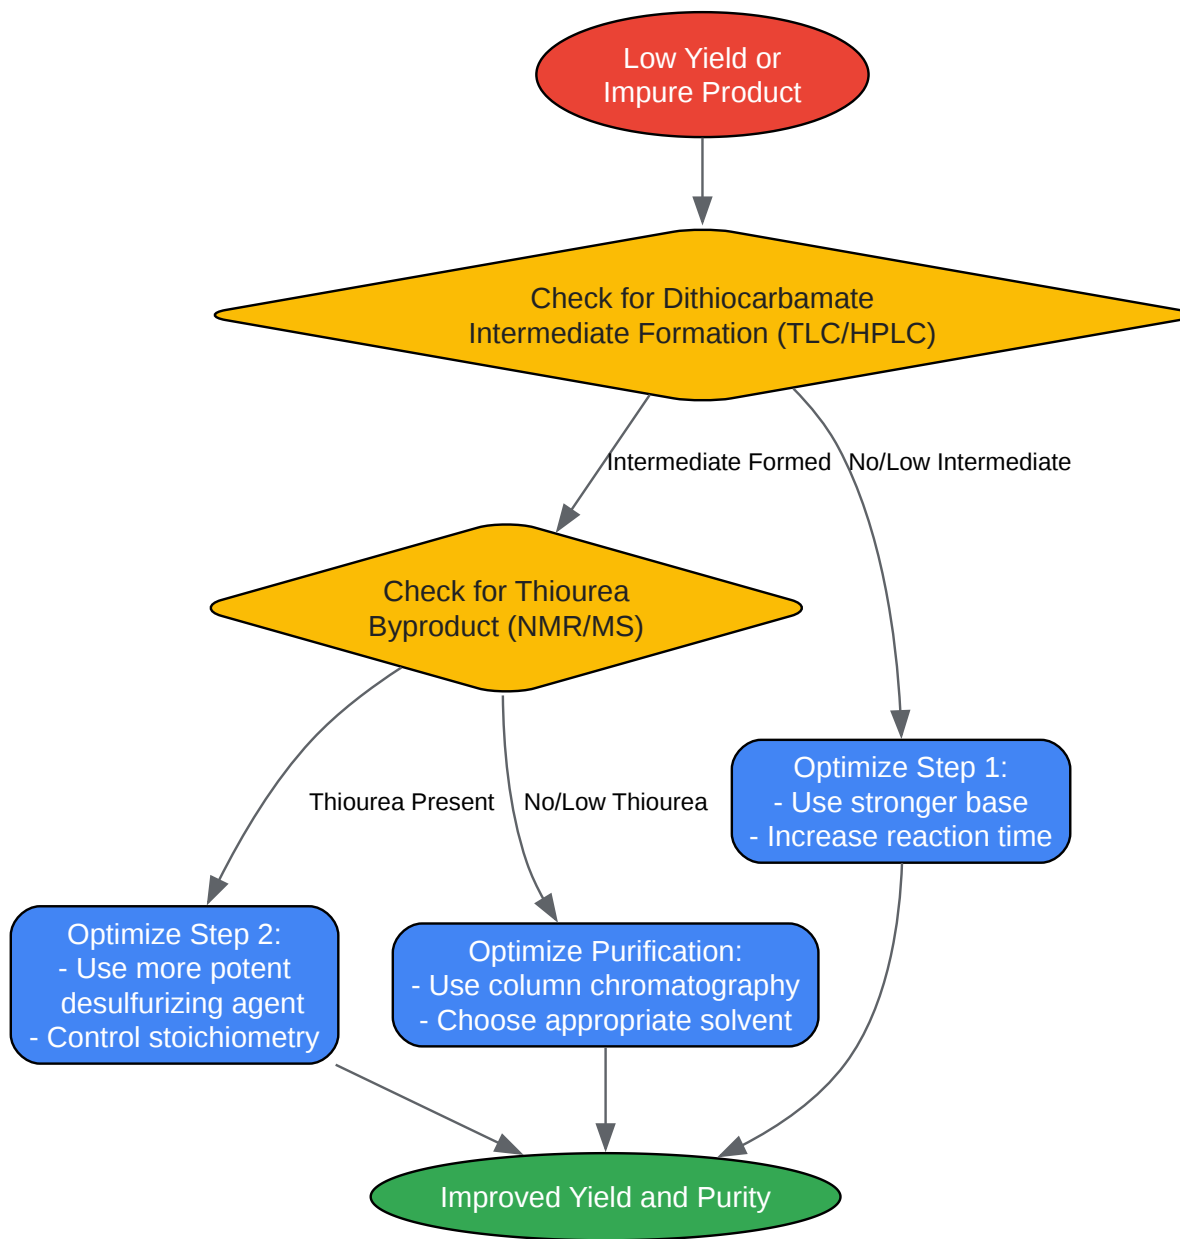 Low Yield or
Impure Product
Check for Dithiocarbamate
Intermediate Formation (TLC/HPLC)
Intermediate Formed
No/Low Intermediate
Check for Thiourea
Byproduct (NMR/MS)
Optimize Step 1:
- Use stronger base
- Increase reaction time
Thiourea Present
No/Low Thiourea
Optimize Step 2:
- Use more potent
desulfurizing agent
- Control stoichiometry
Optimize Purification:
- Use column chromatography
- Choose appropriate solvent
Improved Yield and Purity